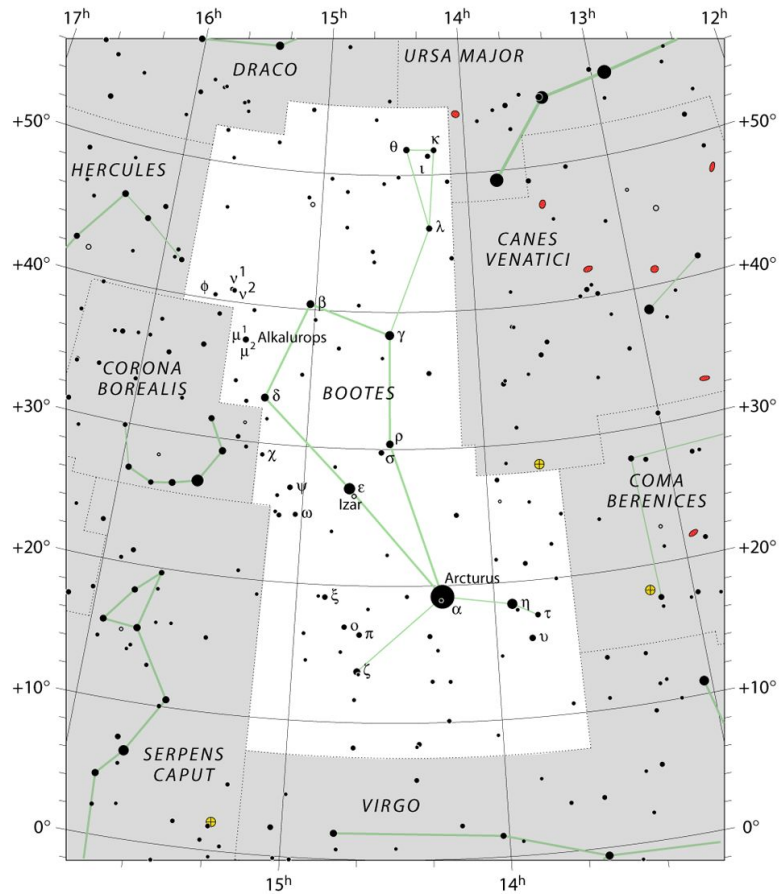 17h 16h 15h 14h 13h 12h
DRACO
URSA MAJOR
+50° +50°
θ κ
ι
HERCULES
λ
CANES
VENATICI
+40° +40°
ϕ ν1
ν2
β
μ1
μ2 Alkalurops
γ
CORONA
BOREALIS
BOOTES
δ
+30° +30°
ρ
σ
χ
COMA
BERENICES
ψ ε
Izar
ω
+20° +20°
Arcturus
ξ α η
τ
ο
π υ
ζ
+10° +10°
SERPENS
CAPUT
VIRGO
0° 0°
15h 14h